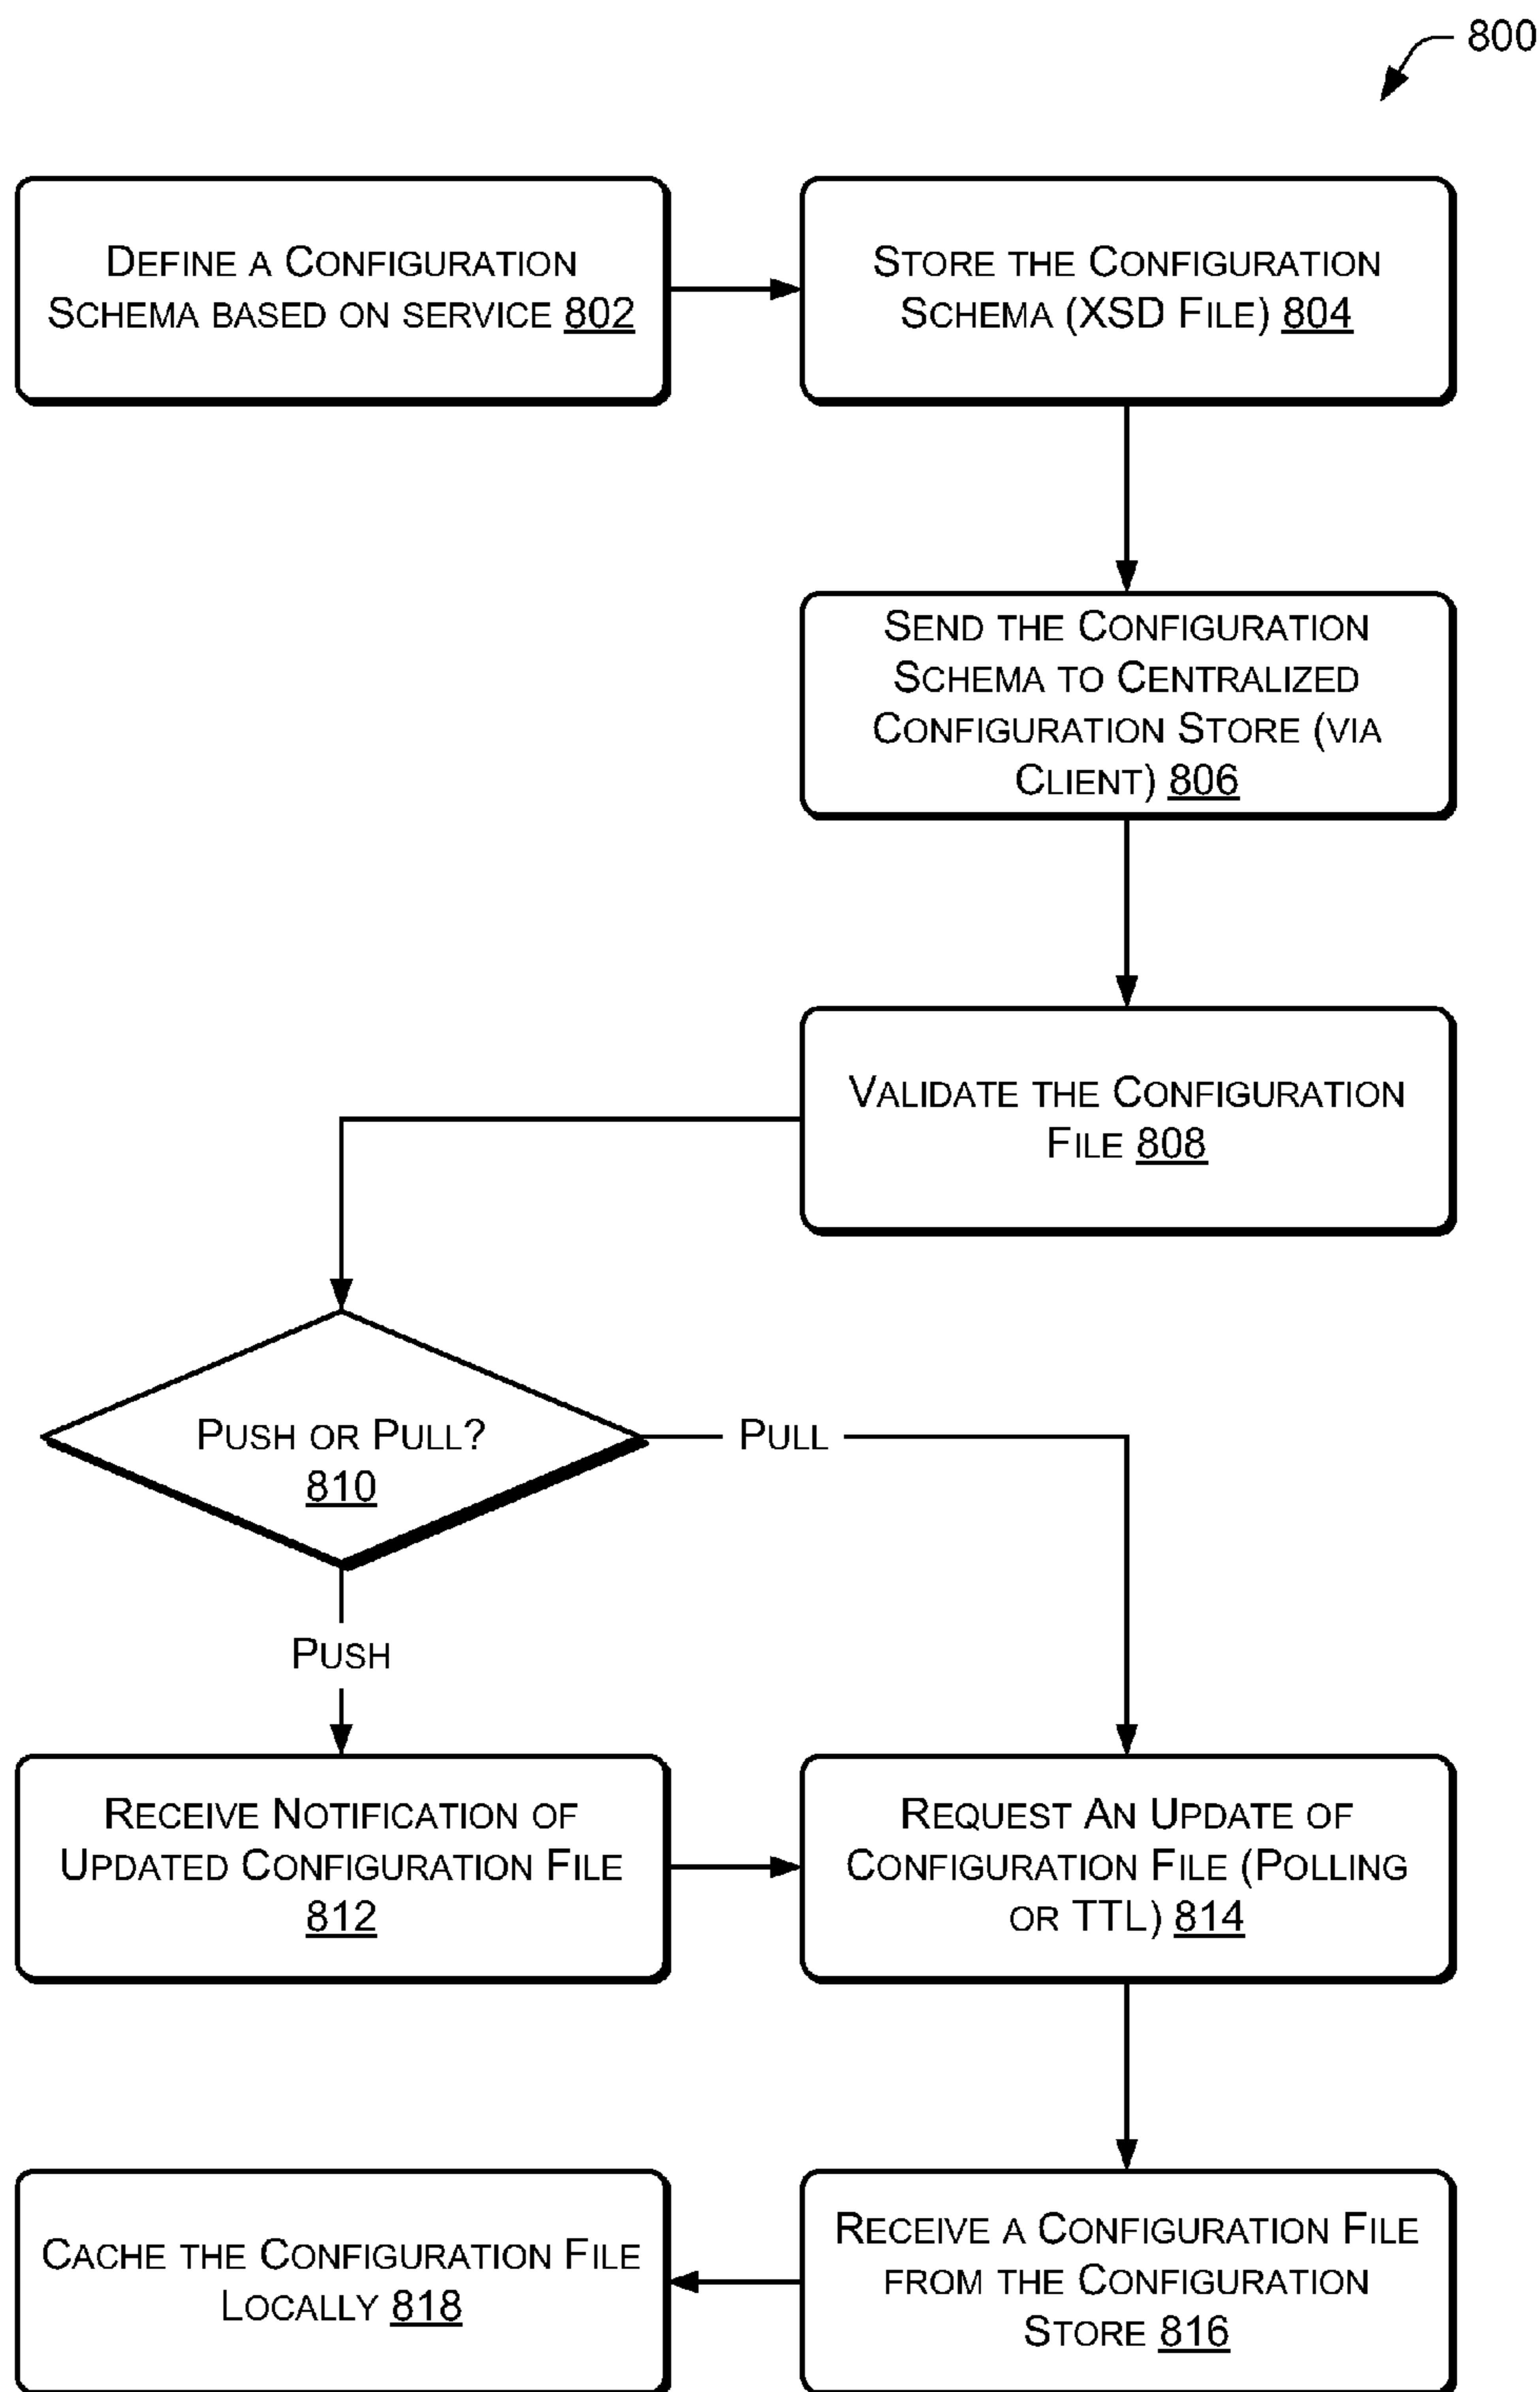 800
Define a Configuration
Schema based on service 802
Store the Configuration
Schema (XSD File) 804
Send the Configuration
Schema to Centralized
Configuration Store (via
Client) 806
Validate the Configuration
File 808
Push or Pull?
810
Pull
Push
Receive Notification of
Updated Configuration File
812
Request An Update of
Configuration File (Polling
or TTL) 814
Receive a Configuration File
from the Configuration
Store 816
Cache the Configuration File
Locally 818